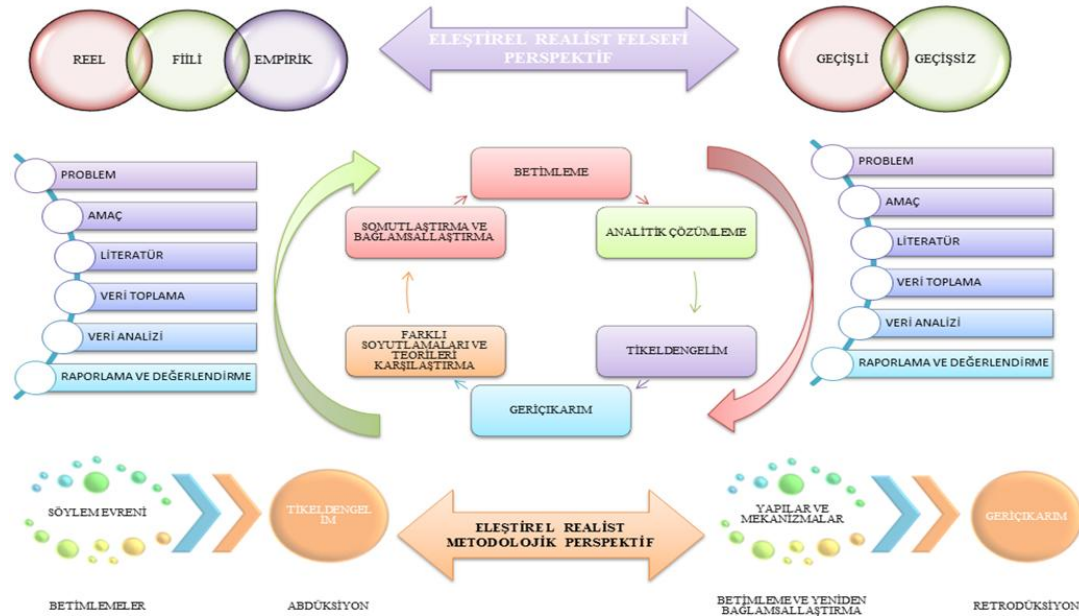 REEL
FİİLİ
EMPİRİK
ELEŞTİREL REALİST FELSEFİ
PERSPEKTİF
GEÇİŞLİ
GEÇİŞSİZ
PROBLEM
AMAÇ
LİTERATÜR
VERİ TOPLAMA
VERİ ANALİZİ
RAPORLAMA VE DEĞERLENDİRME
BETİMLEME
SOMUTLAŞTIRMA VE
BAĞLAMSALLAŞTIRMA
ANALİTİK ÇÖZÜMLEME
FARKLI
SOYUTLAMALARI VE
TEORİLERİ
KARŞILAŞTIRMA
TİKELDENGELİM
GERİÇIKARIM
PROBLEM
AMAÇ
LİTERATÜR
VERİ TOPLAMA
VERİ ANALİZİ
RAPORLAMA VE DEĞERLENDİRME
SÖYLEM EVRENİ
TİKELDENGEL
İM
ELEŞTİREL REALİST
METODOLOJİK PERSPEKTİF
YAPILAR VE
MEKANİZMALAR
GERİÇIKARIM
BETİMLEMELER
ABDÜKSİYON
BETİMLEME VE YENİDEN
BAĞLAMSALLAŞTIRMA
RETRODÜKSİYON